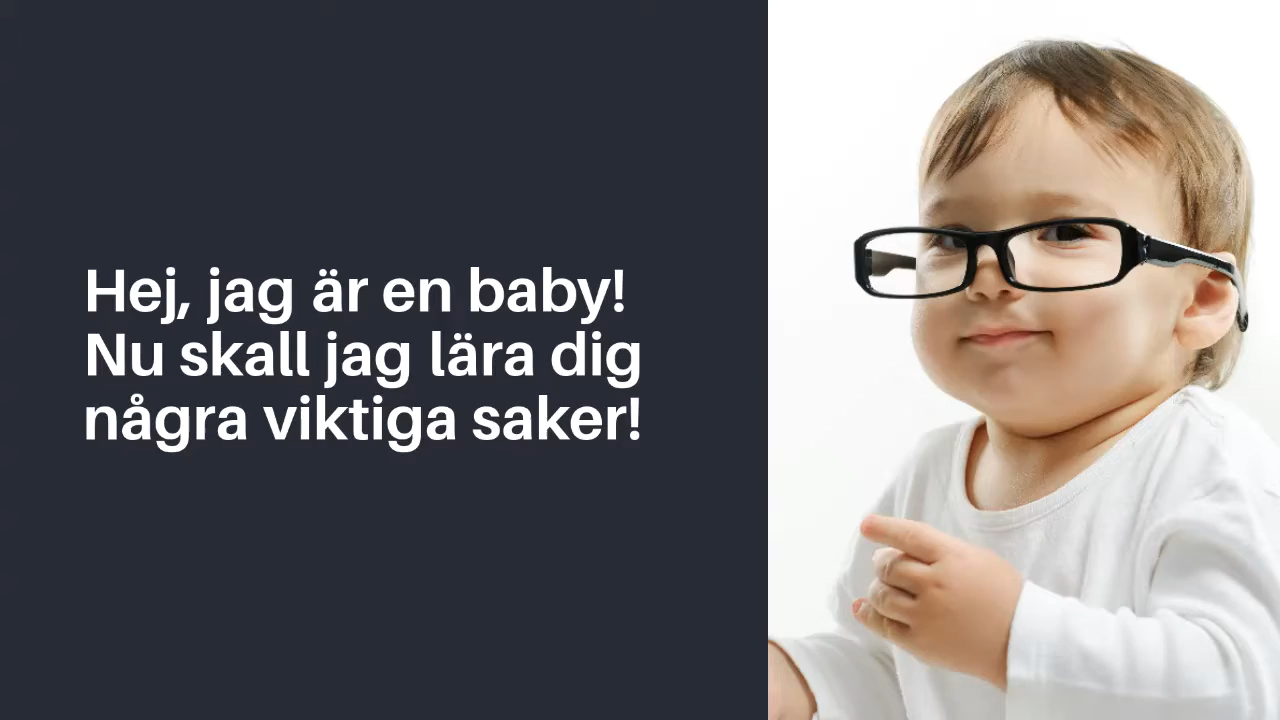 Hej, jag är en baby!
Nu skall jag lära dig
några viktiga saker!